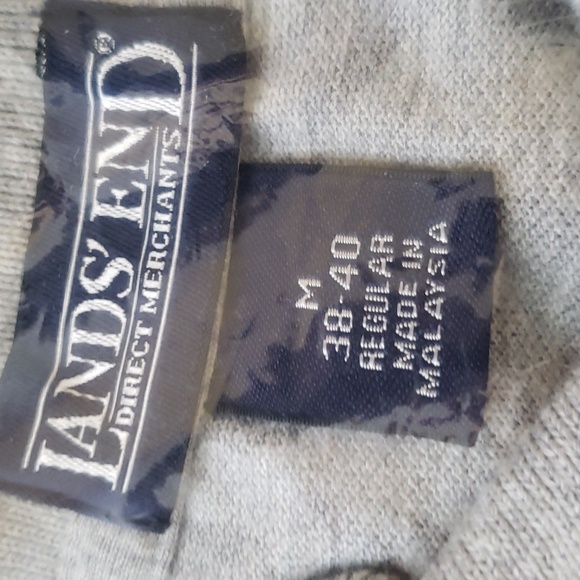 LANDS' END®
DIRECT MERCHANTS
M
38-40
REGULAR
MADE IN
MALAYSIA